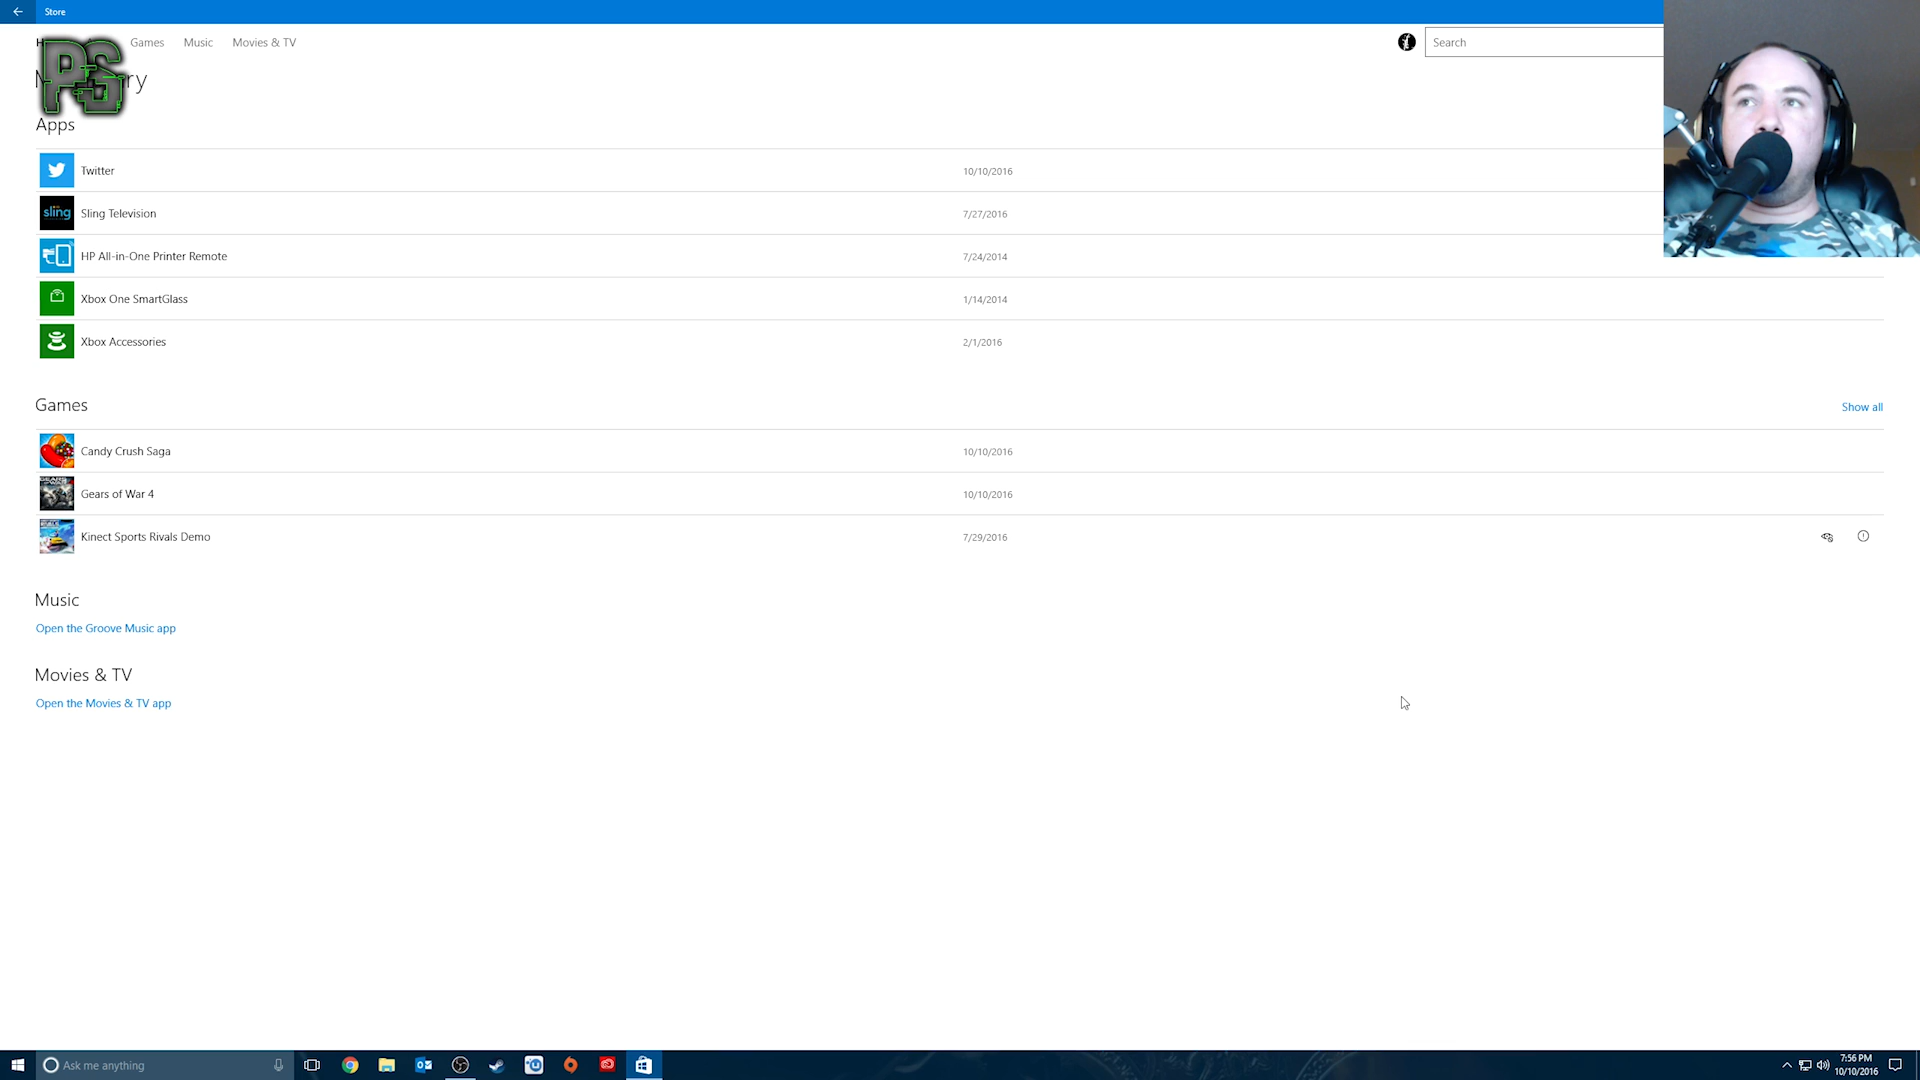 Store
Games Music Movies & TV
Search
PS
Apps
Twitter 10/10/2016
sling
Sling Television 7/27/2016
HP All-in-One Printer Remote 7/24/2014
Xbox One SmartGlass 1/14/2014
Xbox Accessories 2/1/2016
Games Show all
Candy Crush Saga 10/10/2016
Gears of War 4 10/10/2016
Kinect Sports Rivals Demo 7/29/2016
Music
Open the Groove Music app
Movies & TV
Open the Movies & TV app
Ask me anything
7:56 PM
10/10/2016